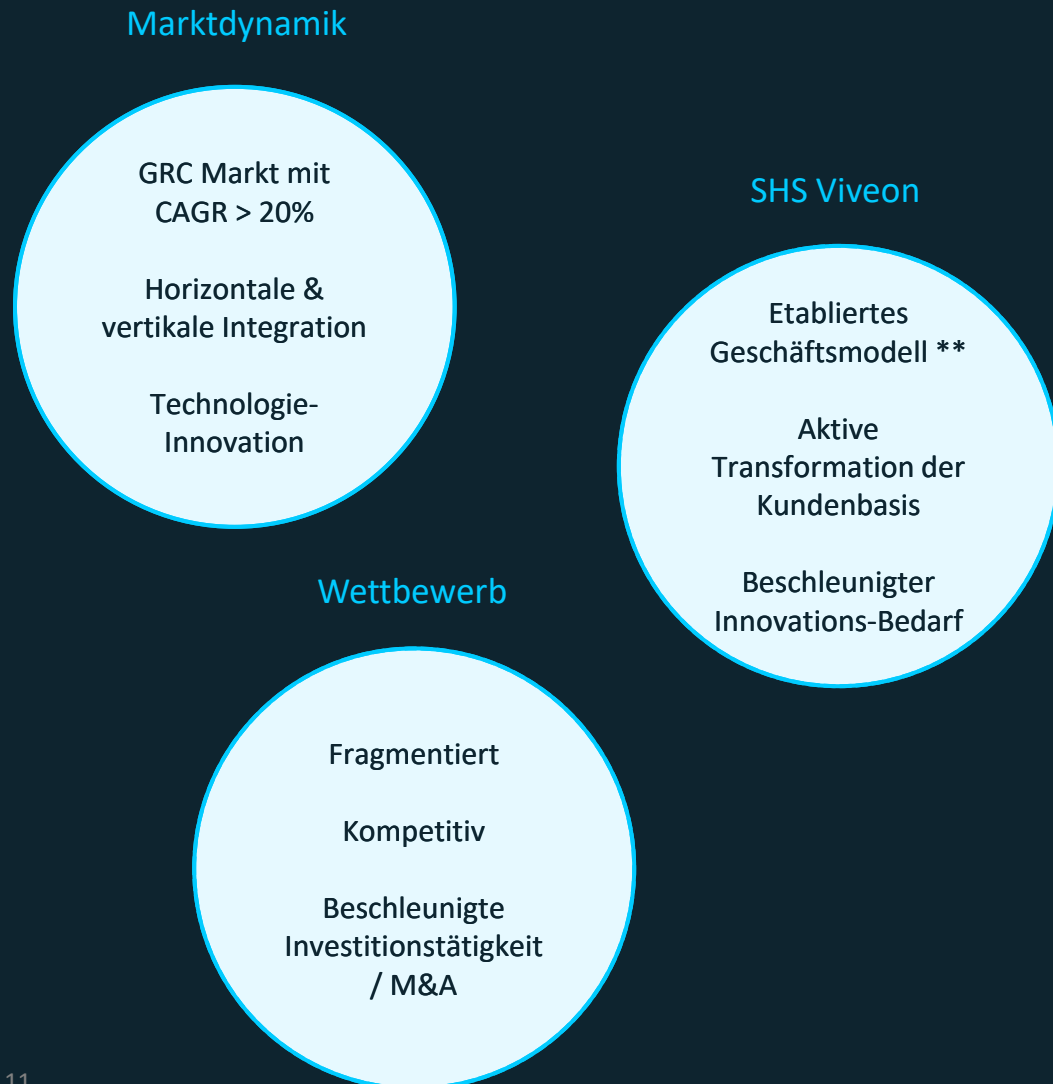 Marktdynamik
GRC Markt mit
CAGR > 20%
Horizontale &
vertikale Integration
Technologie-
Innovation
SHS Viveon
Etabliertes
Geschäftsmodell **
Aktive
Transformation der
Kundenbasis
Beschleunigter
Innovations-Bedarf
Wettbewerb
Fragmentiert
Kompetitiv
Beschleunigte
Investitionstätigkeit
/ M&A
11